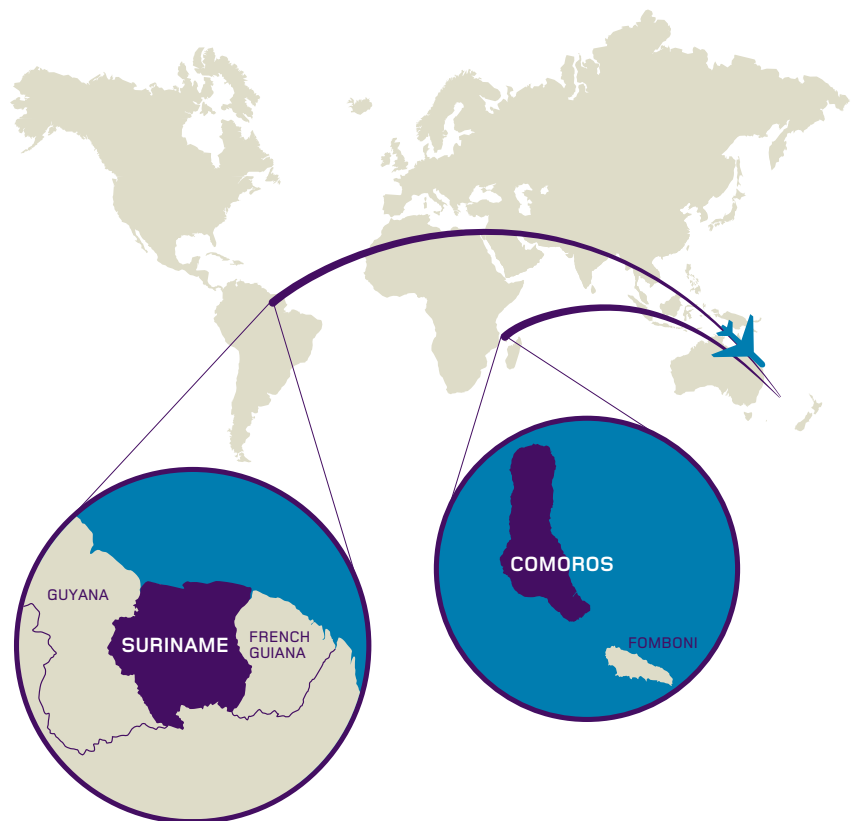 GUYANA
SURINAME
FRENCH
GUIANA
COMOROS
FOMBONI